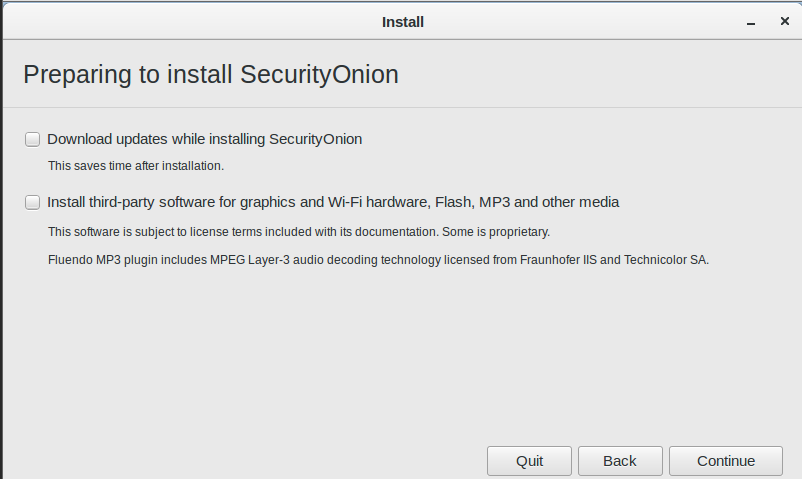 Install
Preparing to install SecurityOnion
Download updates while installing SecurityOnion
This saves time after installation.
Install third-party software for graphics and Wi-Fi hardware, Flash, MP3 and other media
This software is subject to license terms included with its documentation. Some is proprietary.
Fluendo MP3 plugin includes MPEG Layer-3 audio decoding technology licensed from Fraunhofer IIS and Technicolor SA.
Quit Back Continue